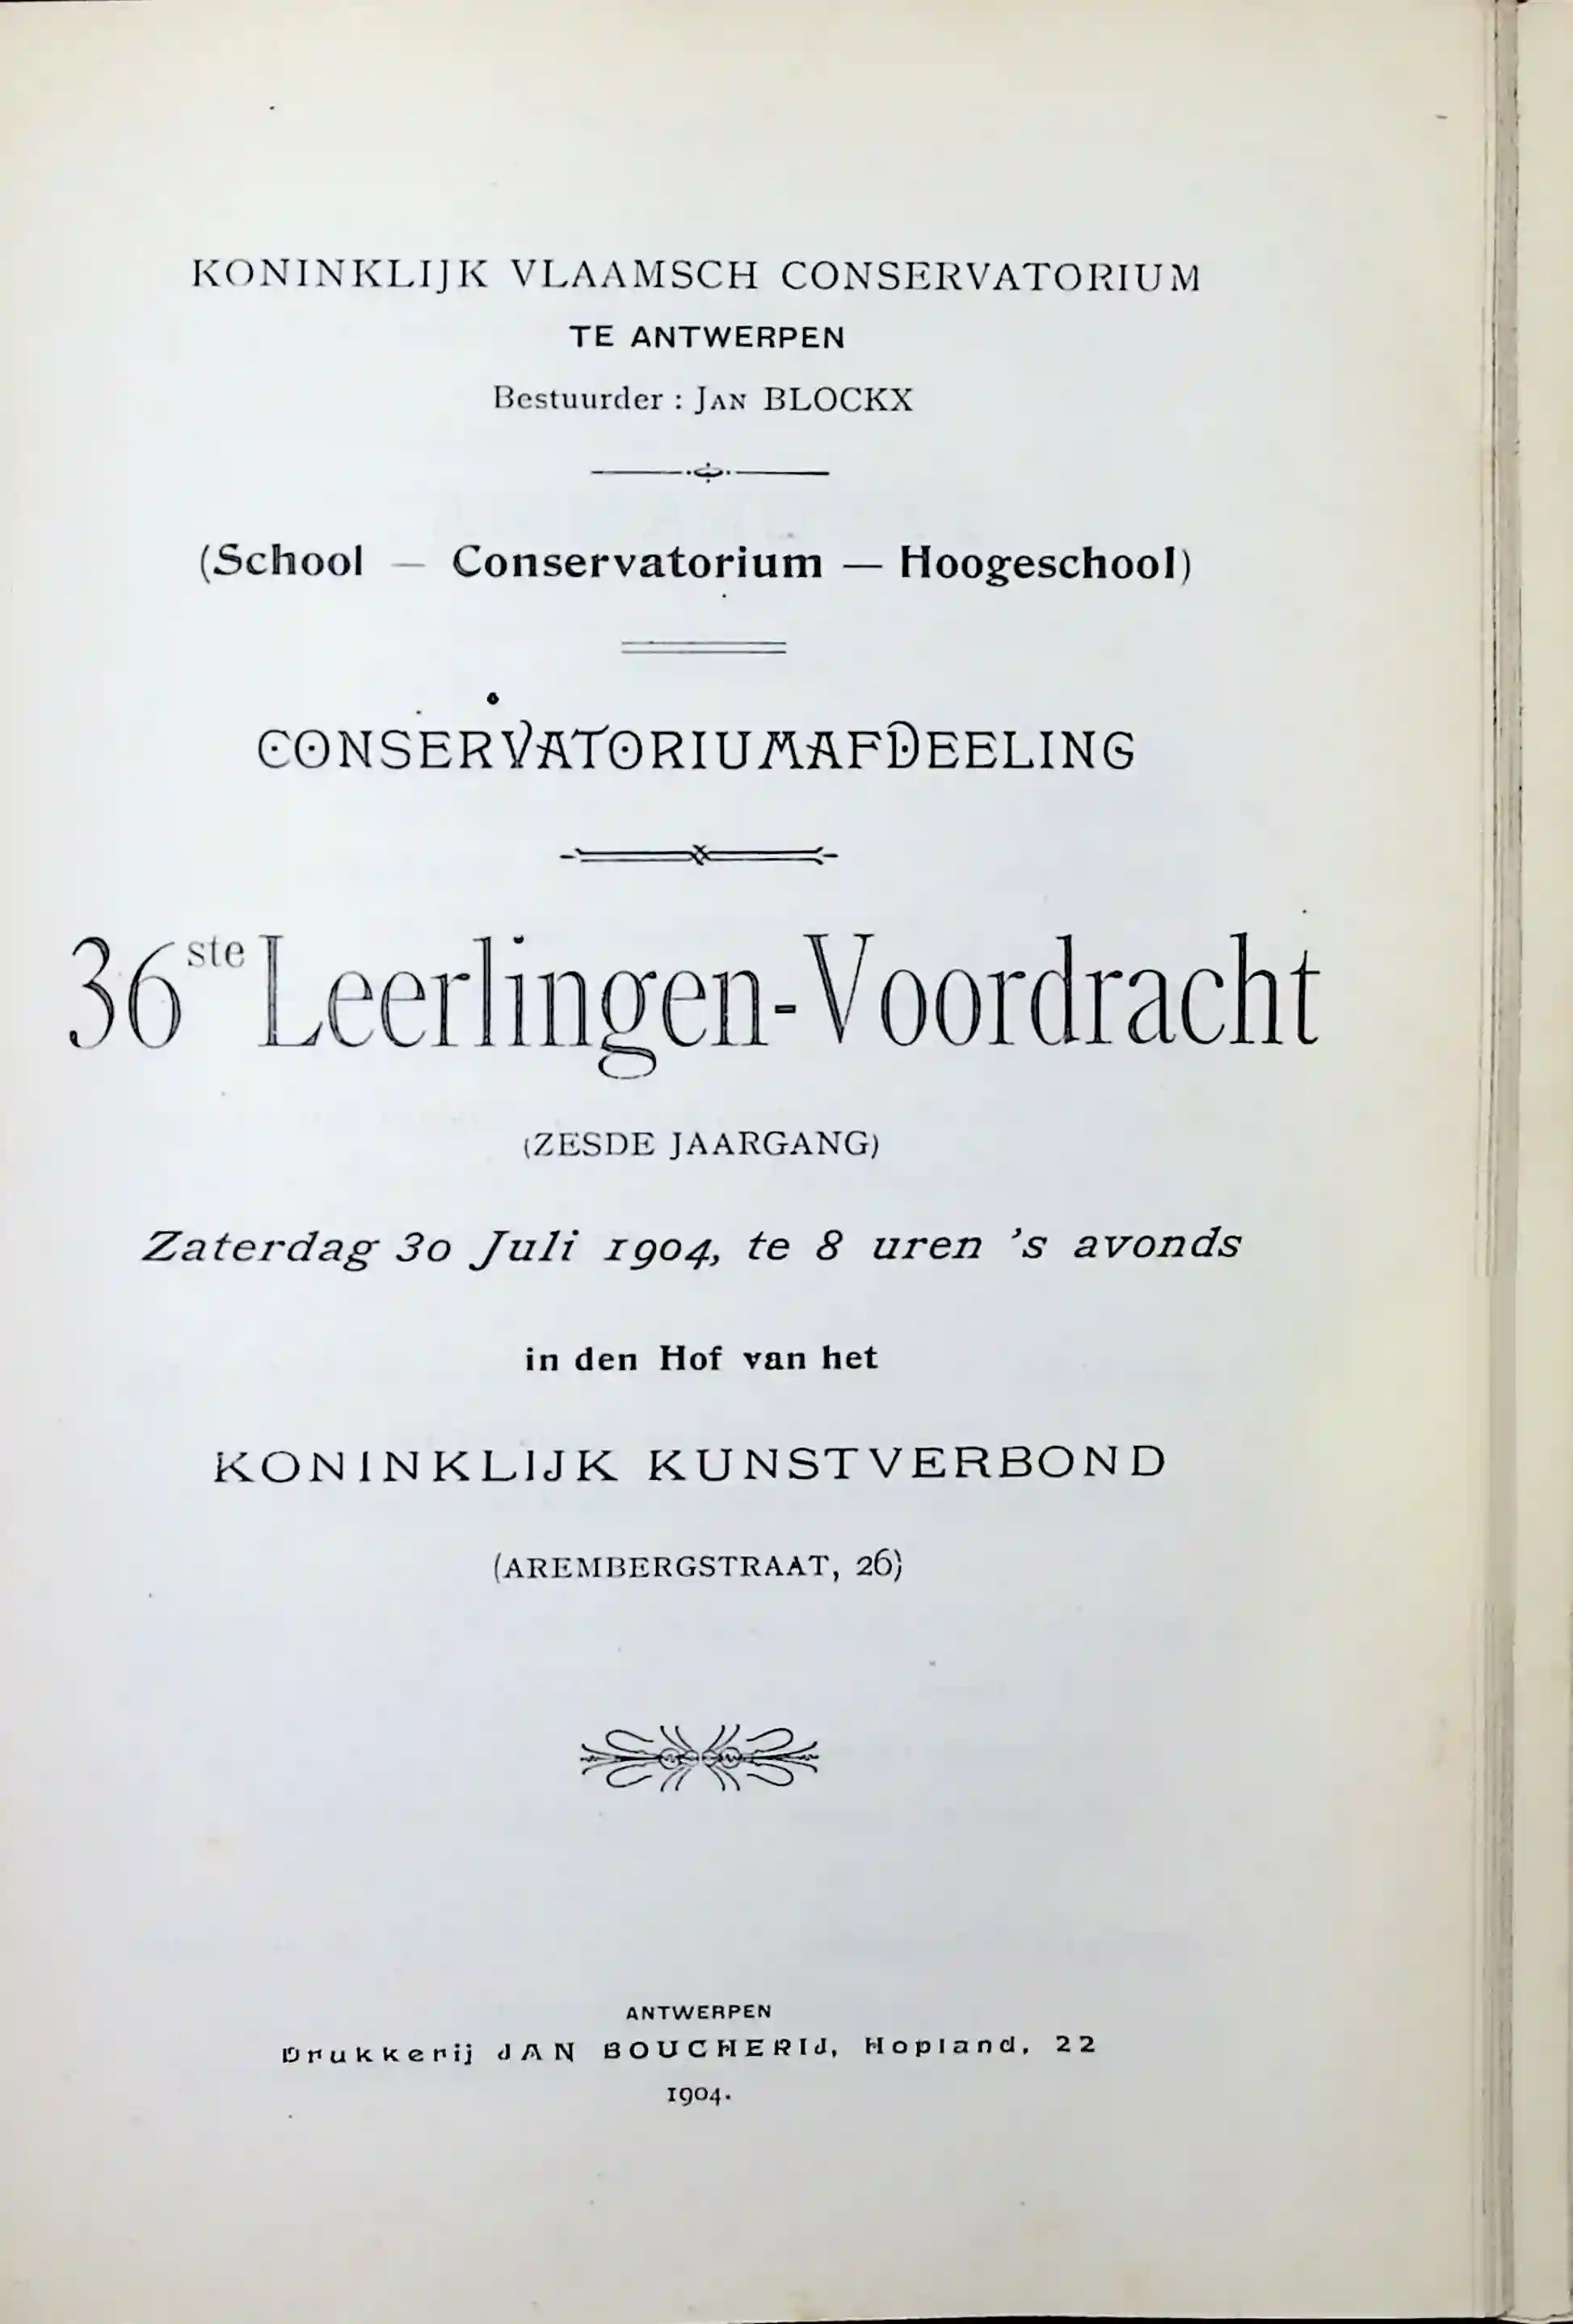 KONINKLIJK VLAAMSCH CONSERVATORIUM
TE ANTWERPEN
Bestuurder : JAN BLOCKX
(School — Conservatorium — Hoogeschool)
CONSERVATORIUMAFDEELING
36ste Leerlingen-Voordracht
(ZESDE JAARGANG)
Zaterdag 30 Juli 1904, te 8 uren 's avonds
in den Hof van het
KONINKLIJK KUNSTVERBOND
(AREMBERGSTRAAT, 26)
ANTWERPEN
Drukkerij JAN BOUCHERIJ, Hopland, 22
1904.